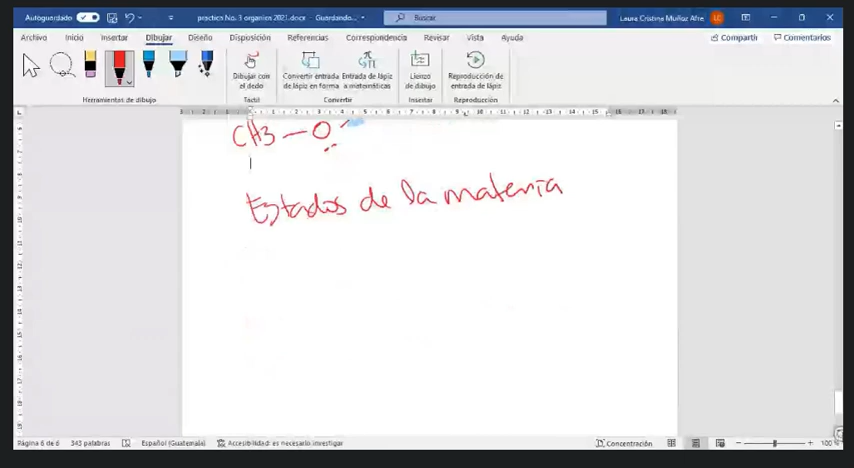 Autoguardado practica No. 3 organica 2021.docx - Guardando... Buscar Laura Cristina Muñoz Afre LC
Archivo Inicio Insertar Dibujar Diseño Disposición Referencias Correspondencia Revisar Vista Ayuda Compartir Comentarios
Dibujar con el dedo
Convertir entrada de lápiz en forma
Entrada de lápiz a matemáticas
Lienzo de dibujo
Reproducción de entrada de lápiz
Herramientas de dibujo Táctil Convertir Insertar Reproducción
CH3 — O
Estados de la materia
Página 6 de 6 343 palabras Español (Guatemala) Accesibilidad: es necesario investigar Concentración 100 %